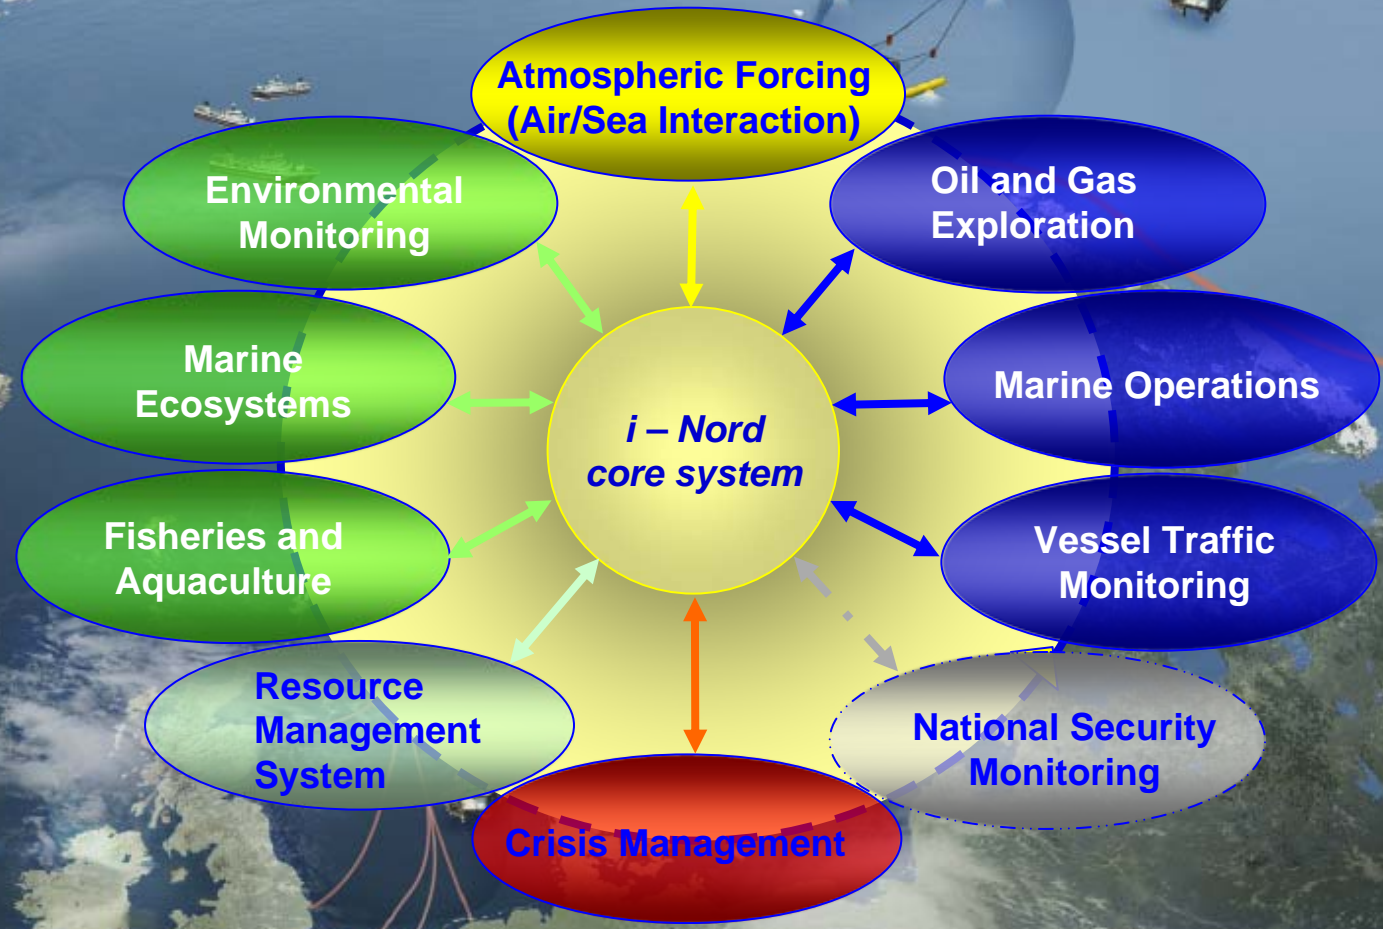 Atmospheric Forcing
(Air/Sea Interaction)
Environmental
Monitoring
Oil and Gas
Exploration
Marine
Ecosystems
Marine Operations
i – Nord
core system
Fisheries and
Aquaculture
Vessel Traffic
Monitoring
Resource
Management
System
National Security
Monitoring
Crisis Management